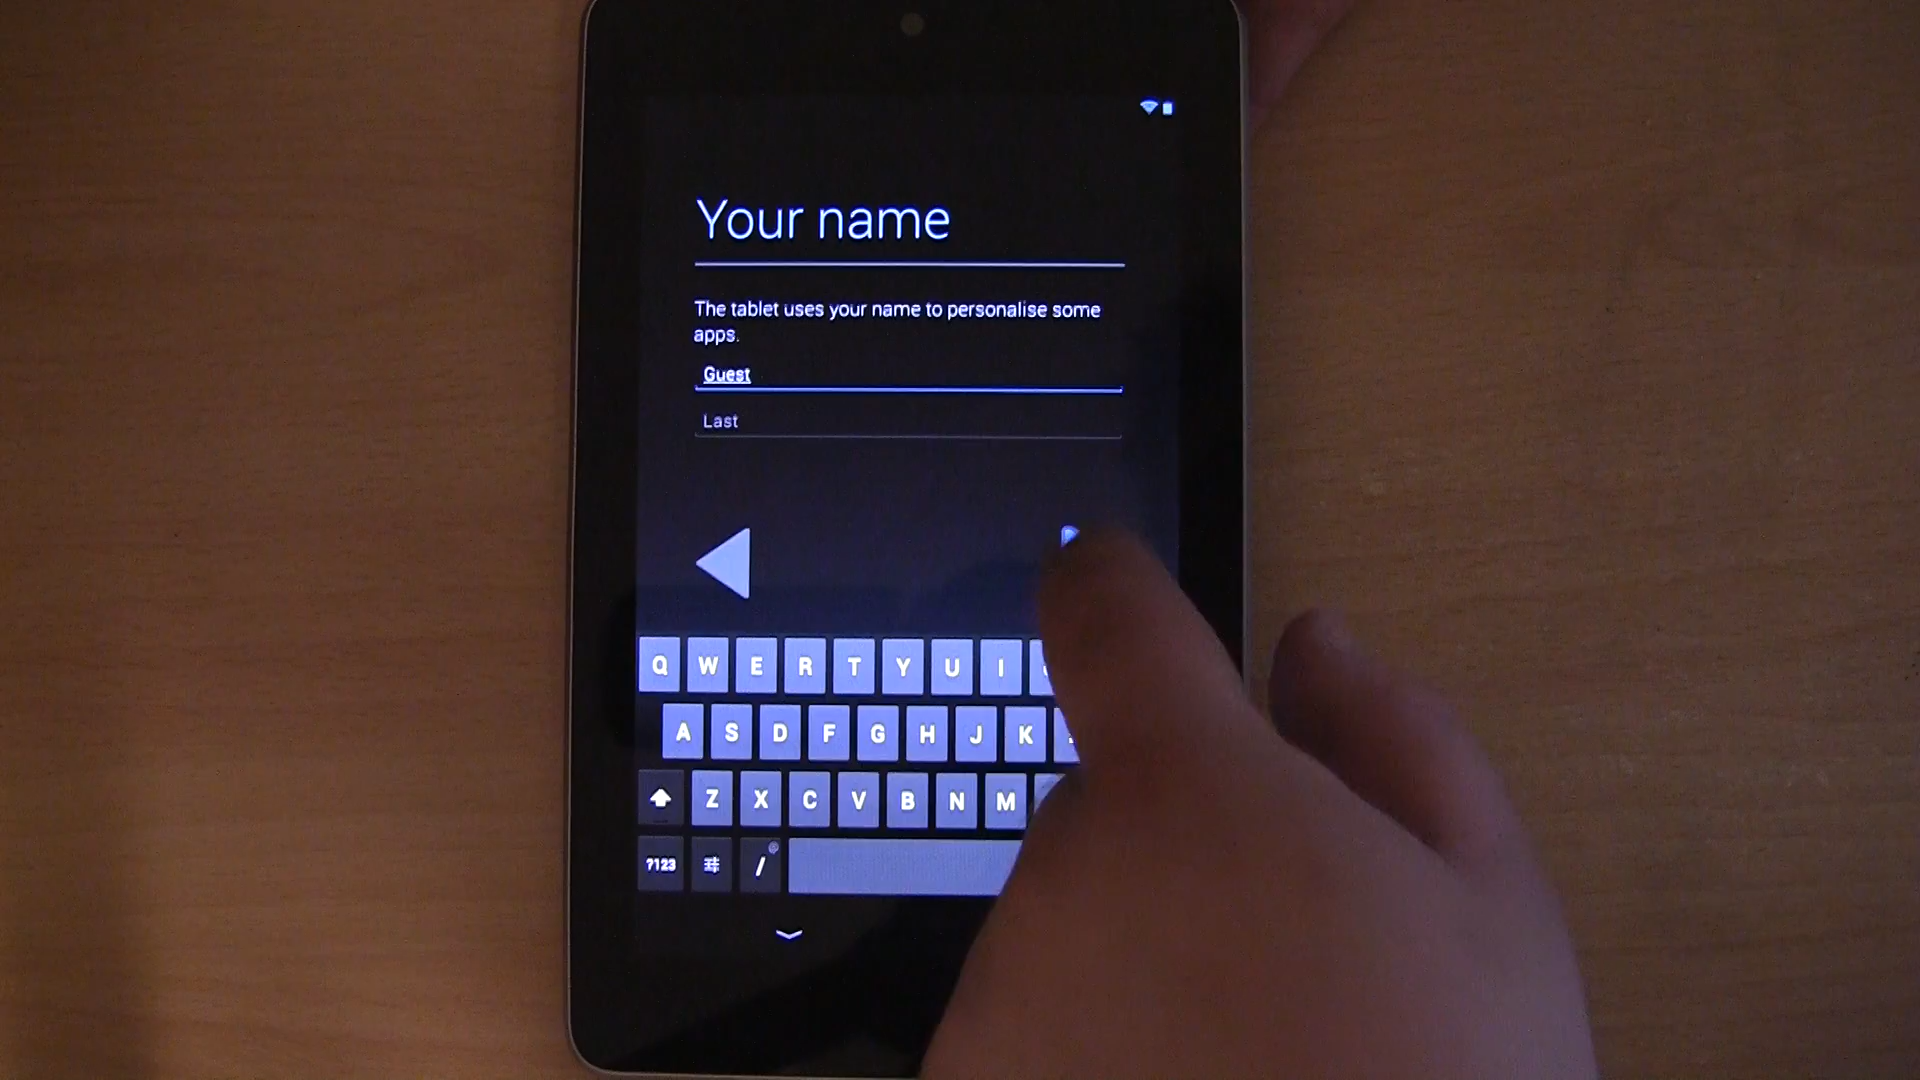 Your name
The tablet uses your name to personalise some
apps.
Guest
Last
Q W E R T Y U I
A S D F G H J K
Z X C V B N M
?123 /